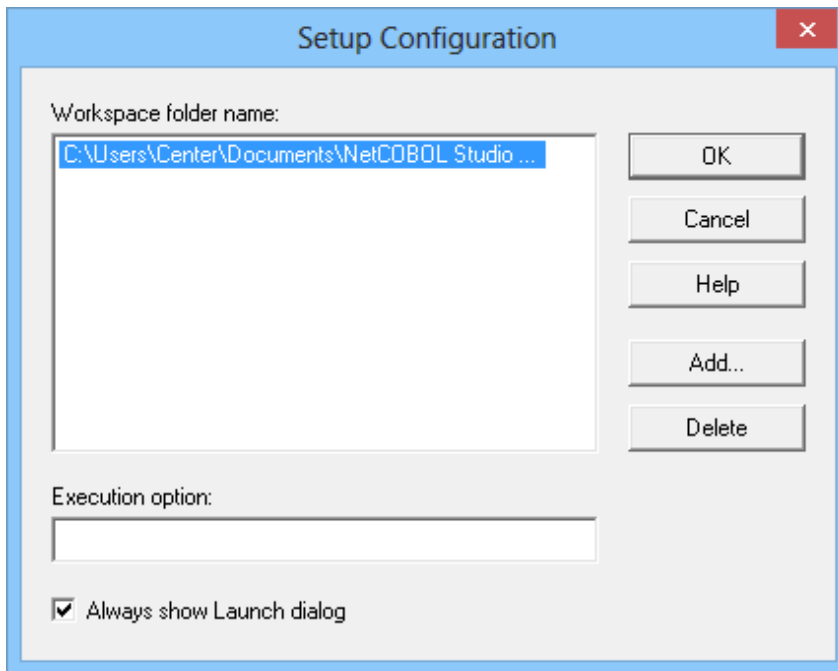 Setup Configuration
Workspace folder name:
C:\Users\Center\Documents\NetCOBOL Studio ...
OK
Cancel
Help
Add...
Delete
Execution option:
Always show Launch dialog